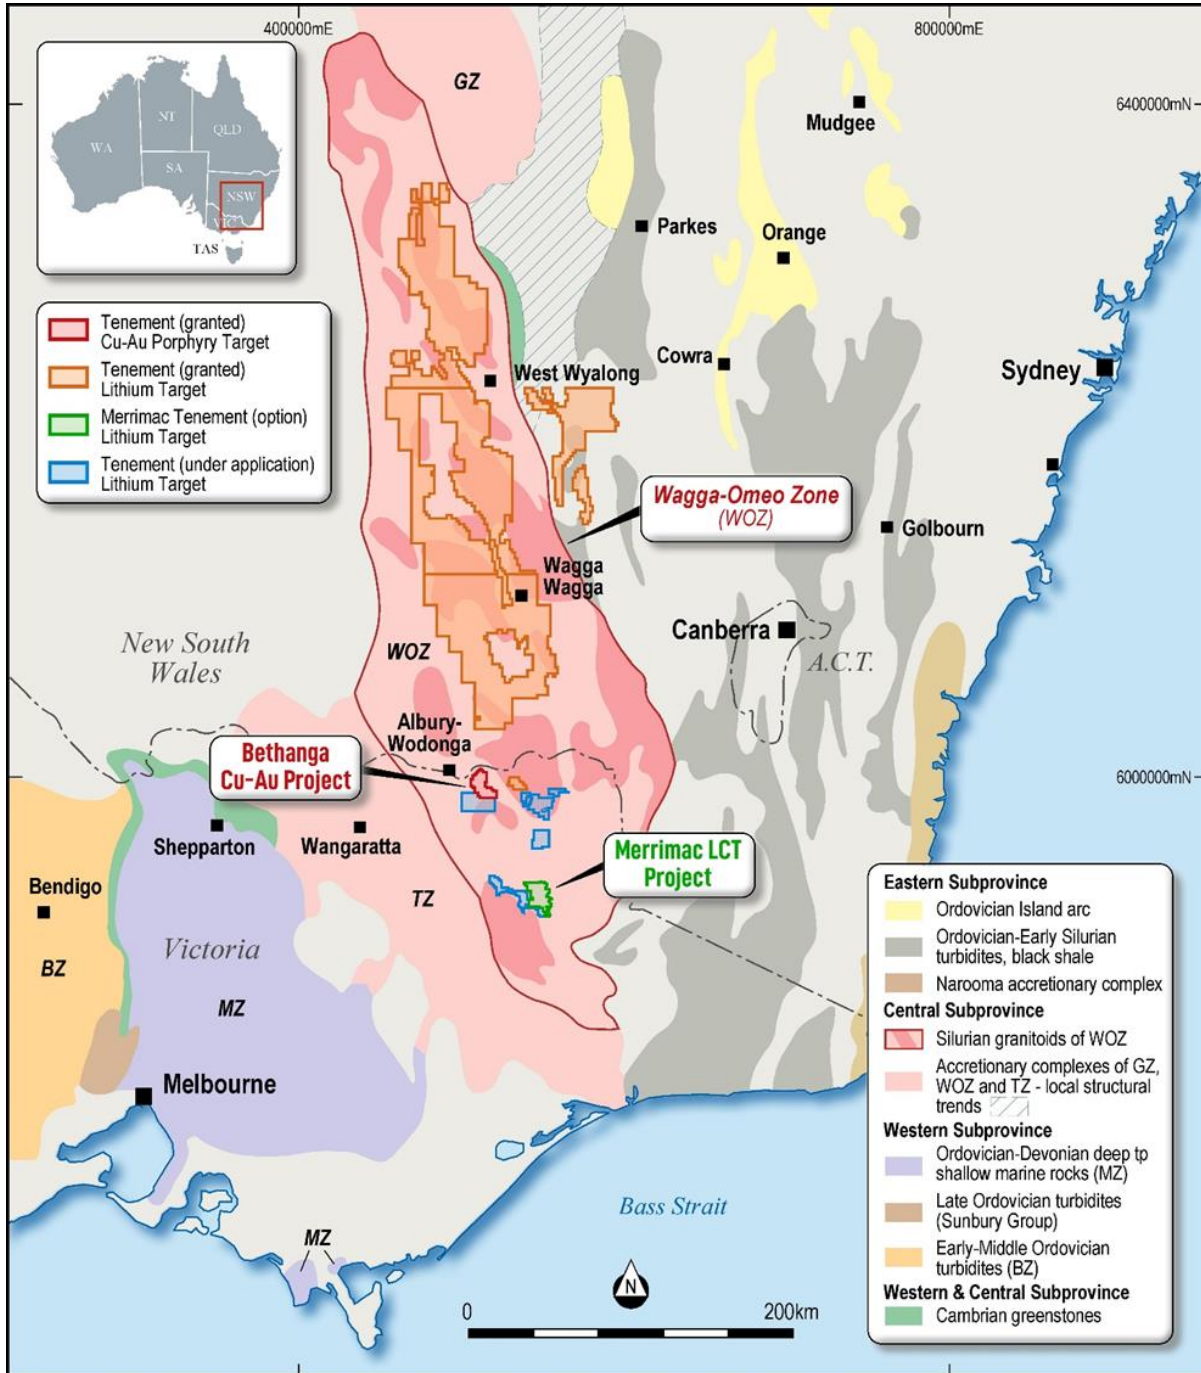 400000mE
800000mE
6400000mN
6000000mN
WA
NT
QLD
SA
NSW
VIC
TAS
Tenement (granted)
Cu-Au Porphyry Target
Tenement (granted)
Lithium Target
Merrimac Tenement (option)
Lithium Target
Tenement (under application)
Lithium Target
GZ
Mudgee
Parkes
Orange
Cowra
West Wyalong
Sydney
Wagga-Omeo Zone
(WOZ)
Golbourn
Wagga
Wagga
Canberra
A.C.T.
New South
Wales
WOZ
Albury-
Wodonga
Bethanga
Cu-Au Project
Shepparton
Wangaratta
Merrimac LCT
Project
Bendigo
TZ
BZ
Victoria
MZ
Melbourne
MZ
Bass Strait
N
0
200km
Eastern Subprovince
Ordovician Island arc
Ordovician-Early Silurian
turbidites, black shale
Narooma accretionary complex
Central Subprovince
Silurian granitoids of WOZ
Accretionary complexes of GZ,
WOZ and TZ - local structural
trends
Western Subprovince
Ordovician-Devonian deep tp
shallow marine rocks (MZ)
Late Ordovician turbidites
(Sunbury Group)
Early-Middle Ordovician
turbidites (BZ)
Western & Central Subprovince
Cambrian greenstones